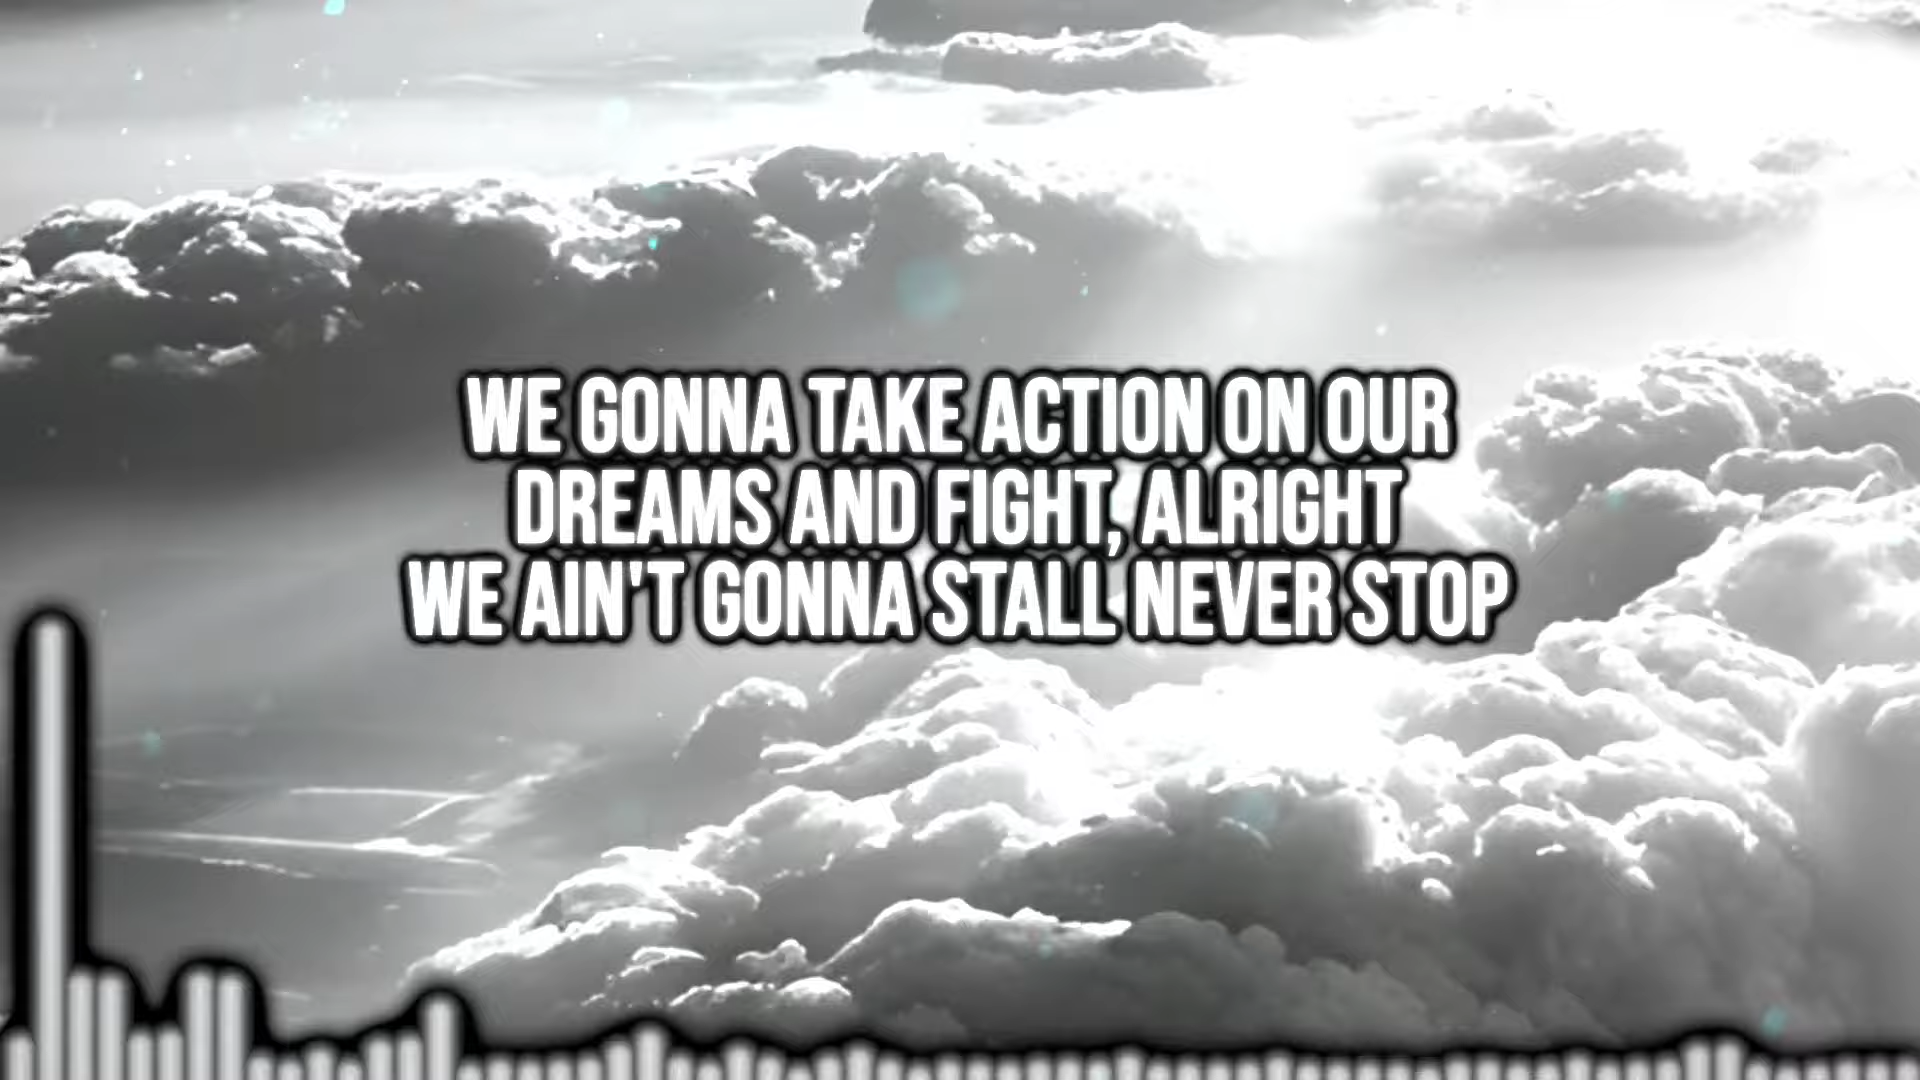 WE GONNA TAKE ACTION ON OUR
DREAMS AND FIGHT, ALRIGHT
WE AIN'T GONNA STALL NEVER STOP